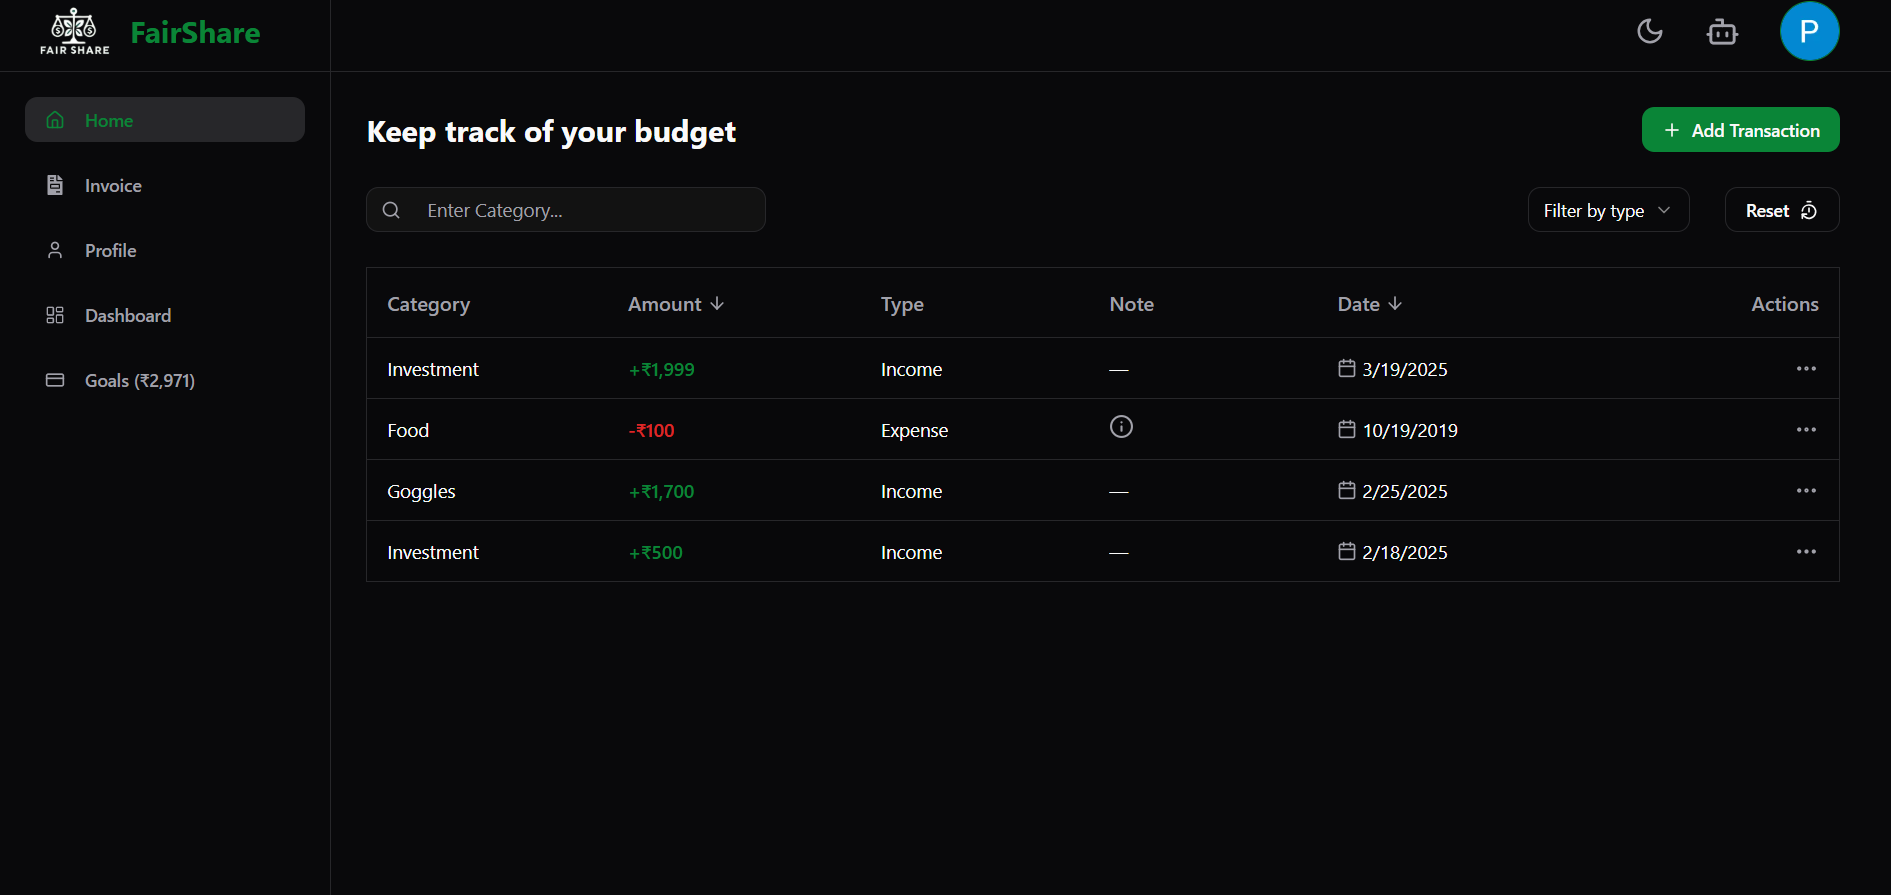 FAIR SHARE
FairShare
P
Home
Invoice
Profile
Dashboard
Goals (₹2,971)
Keep track of your budget
+ Add Transaction
Enter Category...
Filter by type
Reset
Category Amount ↓ Type Note Date ↓ Actions
Investment +₹1,999 Income — 3/19/2025 ...
Food -₹100 Expense 10/19/2019 ...
Goggles +₹1,700 Income — 2/25/2025 ...
Investment +₹500 Income — 2/18/2025 ...